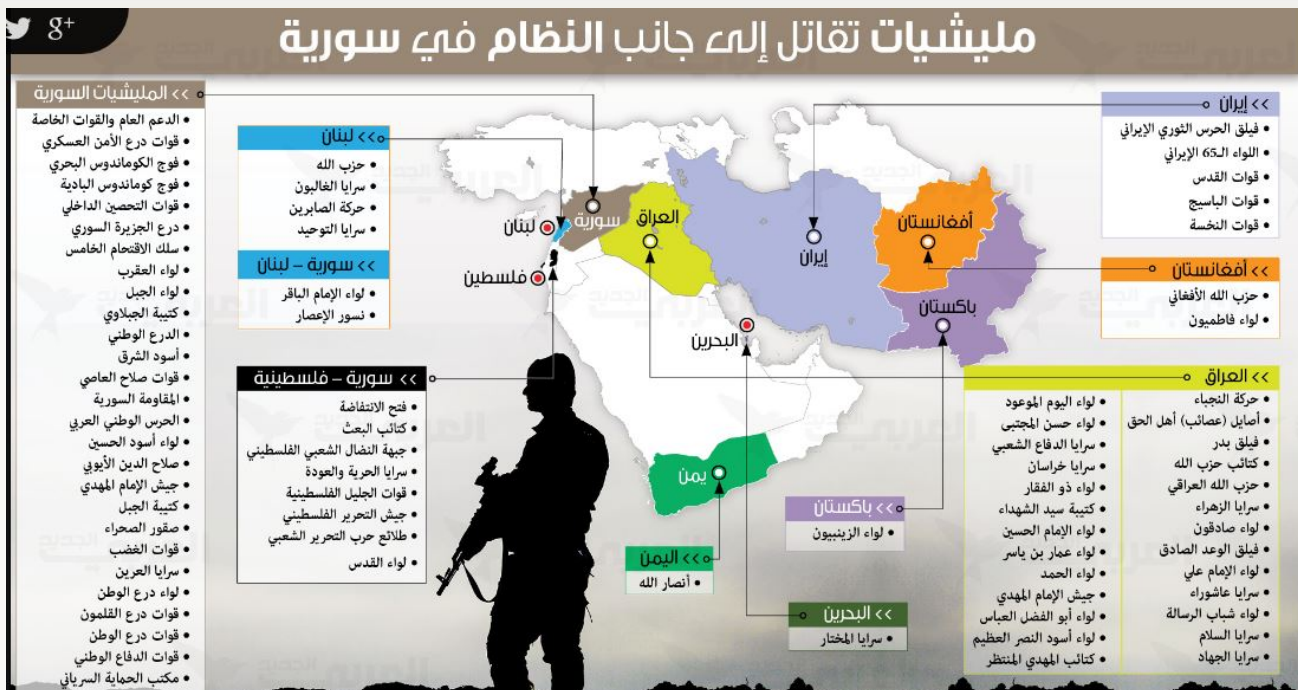 g+
مليشيات تقاتل إلى جانب النظام في سورية
>> إيران
• فيلق الحرس الثوري الإيراني
• اللواء الـ65 الإيراني
• قوات القدس
• قوات الباسيج
• قوات النخسة
>> أفغانستان
• حزب الله الأفغاني
• لواء فاطميون
>> العراق
• حركة النجباء
• أصايل (عصائب) أهل الحق
• فيلق بدر
• كتائب حزب الله
• حزب الله العراقي
• سرايا الزهراء
• لواء صادقون
• فيلق الوعد الصادق
• لواء الإمام علي
• سرايا عاشوراء
• لواء شباب الرسالة
• سرايا السلام
• سرايا الجهاد
• لواء اليوم الموعود
• لواء حسن المجتبى
• سرايا الدفاع الشعبي
• سرايا خراسان
• لواء ذو الفقار
• كتيبة سيد الشهداء
• لواء الإمام الحسين
• لواء عمار بن ياسر
• لواء الحمد
• جيش الإمام المهدي
• لواء أبو الفضل العباس
• لواء أسود النصر العظيم
• كتائب المهدي المنتظر
أفغانستان
باكستان
إيران
العراق
سورية
لبنان
فلسطين
البحرين
يمن
>> باكستان
• لواء الزينبيون
>> البحرين
• سرايا المختار
>> اليمن
• أنصار الله
>> لبنان
• حزب الله
• سرايا الغالبون
• حركة الصابرين
• سرايا التوحيد
>> سورية – لبنان
• لواء الإمام الباقر
• نسور الإعصار
>> سورية – فلسطينية
• فتح الانتفاضة
• كتائب البعث
• جبهة النضال الشعبي الفلسطيني
• سرايا الحرية والعودة
• قوات الجليل الفلسطينية
• جيش التحرير الفلسطيني
• طلائع حرب التحرير الشعبي
• لواء القدس
>> المليشيات السورية
• الدعم العام والقوات الخاصة
• قوات درع الأمن العسكري
• فوج الكوماندوس البحري
• فوج كوماندوس البادية
• قوات التحصين الداخلي
• درع الجزيرة السوري
• سلك الاقتحام الخامس
• لواء العقرب
• لواء الجبل
• كتيبة الجبلاوي
• الدرع الوطني
• أسود الشرق
• قوات صلاح العاصي
• المقاومة السورية
• الحرس الوطني العربي
• لواء أسود الحسين
• صلاح الدين الأيوبي
• جيش الإمام المهدي
• كتيبة الجبل
• صقور الصحراء
• قوات الغضب
• سرايا العرين
• لواء درع الوطن
• قوات درع القلمون
• قوات درع الوطن
• قوات الدفاع الوطني
• مكتب الحماية السرياني
العربي الجديد